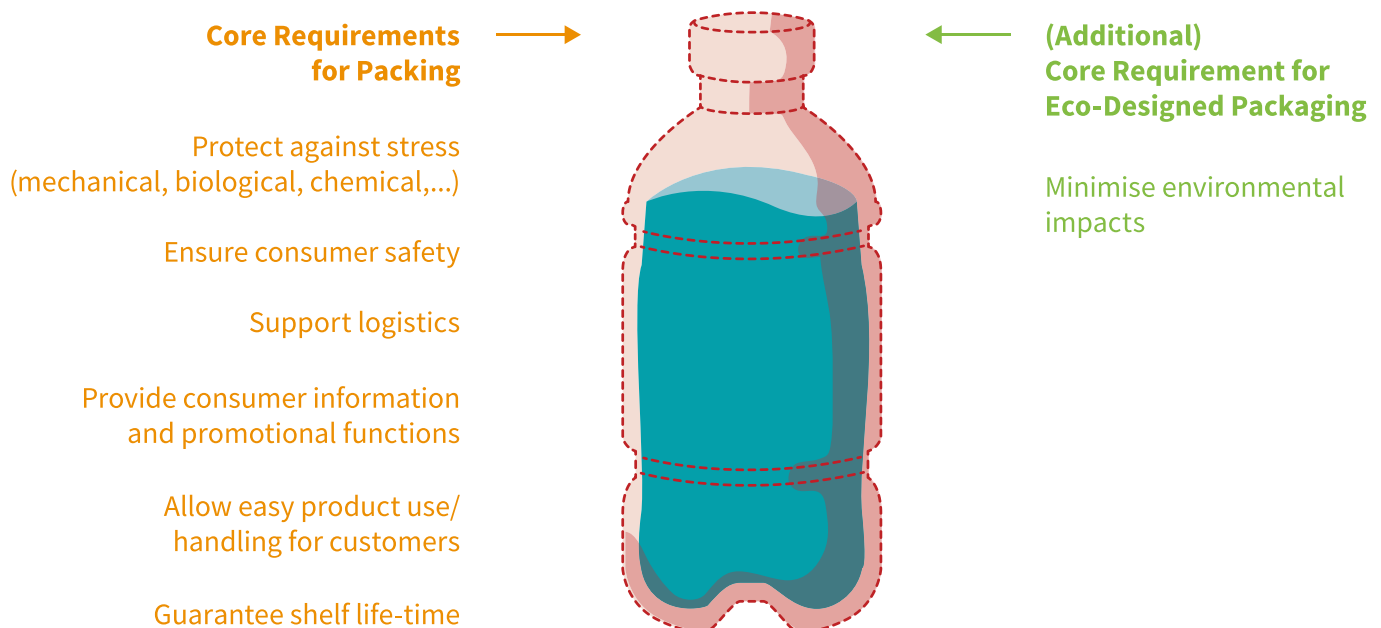 Core Requirements
for Packing
Protect against stress
(mechanical, biological, chemical,...)
Ensure consumer safety
Support logistics
Provide consumer information
and promotional functions
Allow easy product use/
handling for customers
Guarantee shelf life-time
(Additional)
Core Requirement for
Eco-Designed Packaging
Minimise environmental
impacts